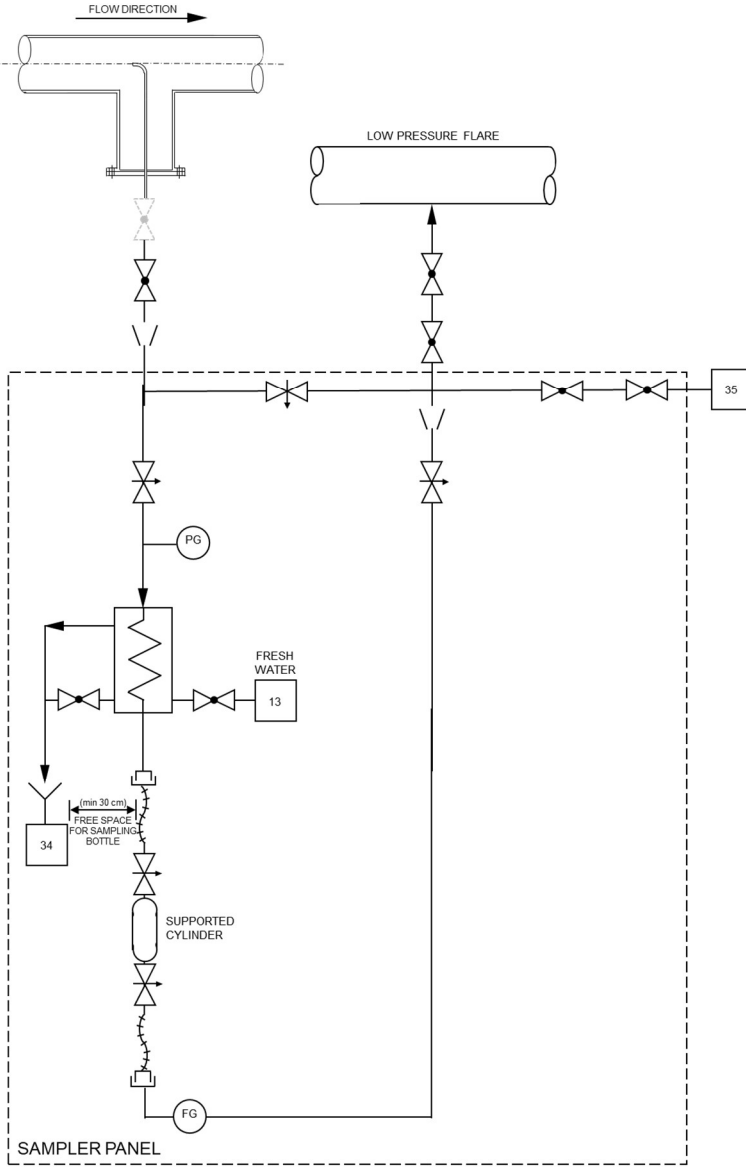 FLOW DIRECTION
LOW PRESSURE FLARE
35
PG
FRESH
WATER
13
(min 30 cm)
FREE SPACE
FOR SAMPLING
BOTTLE
34
SUPPORTED
CYLINDER
FG
SAMPLER PANEL